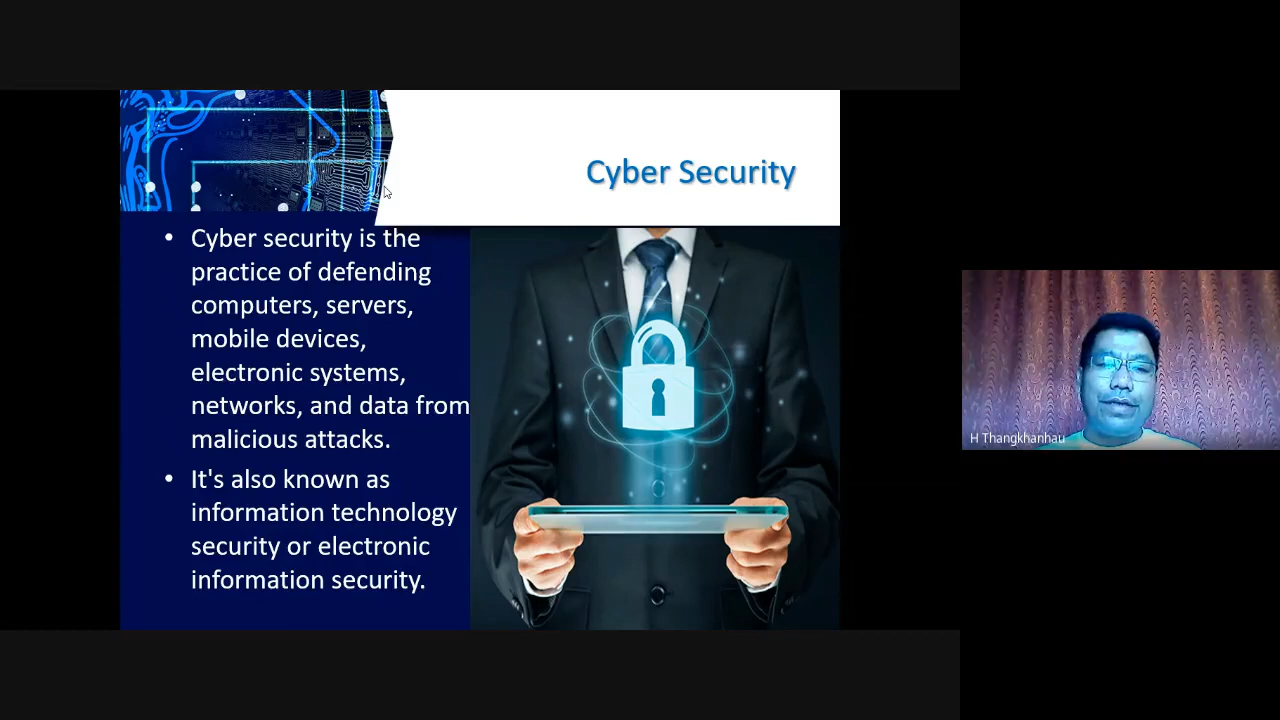 Cyber Security
• Cyber security is the
practice of defending
computers, servers,
mobile devices,
electronic systems,
networks, and data from
malicious attacks.
• It's also known as
information technology
security or electronic
information security.
H Thangkhanhau